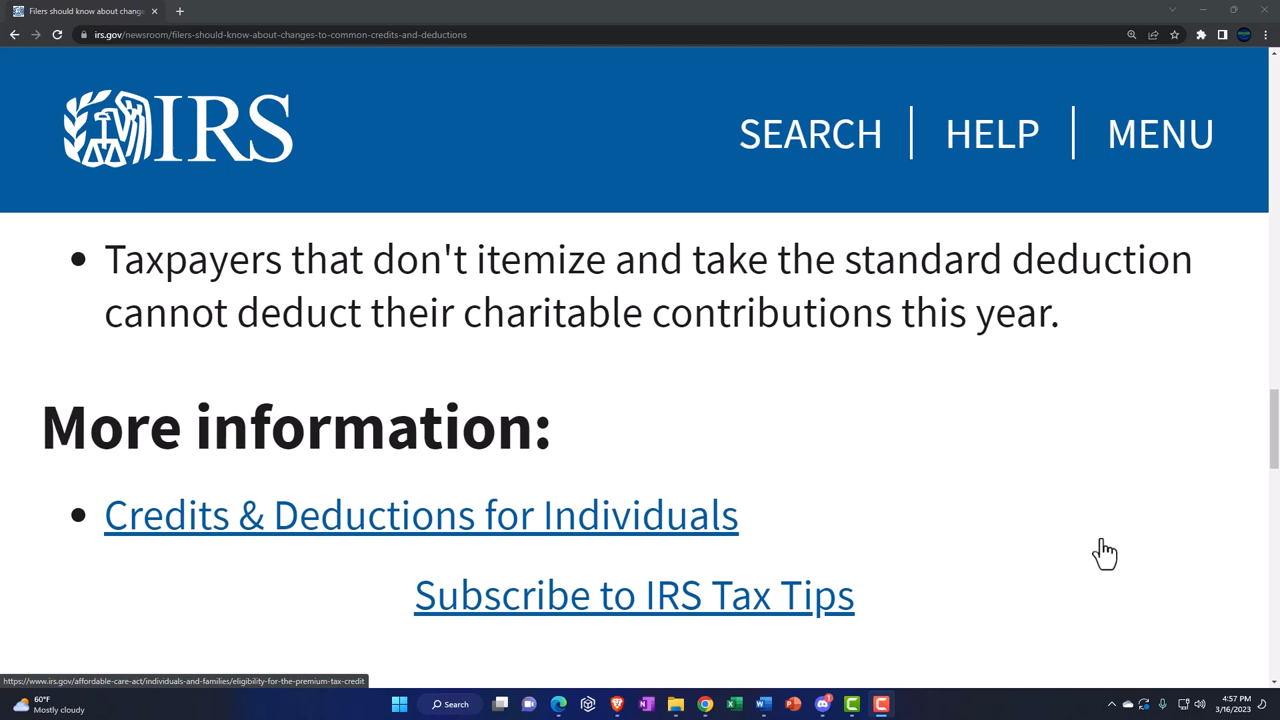 Filers should know about chang
irs.gov/newsroom/filers-should-know-about-changes-to-common-credits-and-deductions
IRS
SEARCH
HELP
MENU
• Taxpayers that don't itemize and take the standard deduction
cannot deduct their charitable contributions this year.
More information:
• Credits & Deductions for Individuals
Subscribe to IRS Tax Tips
https://www.irs.gov/affordable-care-act/individuals-and-families/eligibility-for-the-premium-tax-credit
60°F
Mostly cloudy
Search
4:57 PM
3/16/2023